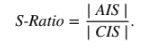 S-Ratio = | AIS | / | CIS | .